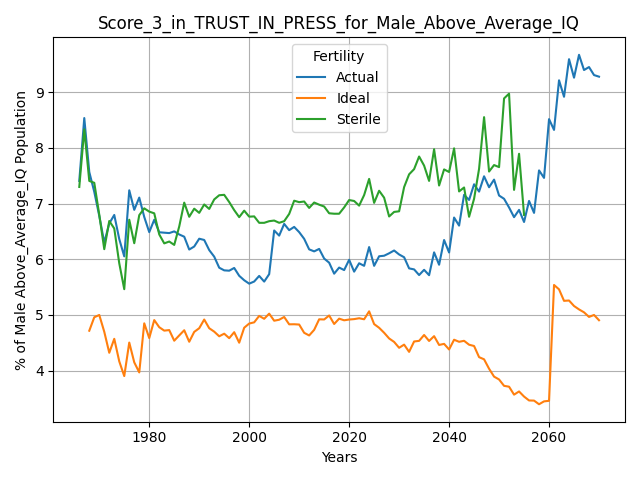 Score_3_in_TRUST_IN_PRESS_for_Male_Above_Average_IQ
Fertility
Actual
Ideal
Sterile
% of Male Above_Average_IQ Population
9
8
7
6
5
4
1980
2000
2020
2040
2060
Years